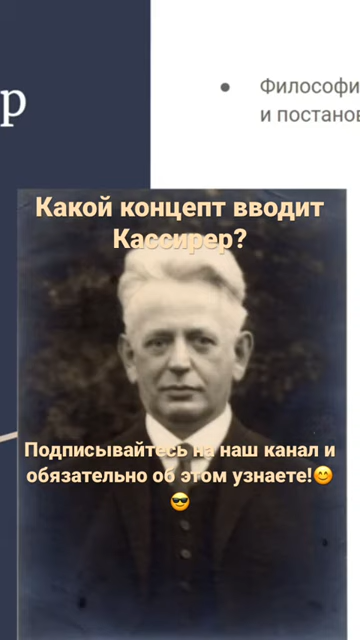 р
● Философи
и постанов
Какой концепт вводит
Кассирер?
Подписывайтесь на наш канал и
обязательно об этом узнаете!😊
😎